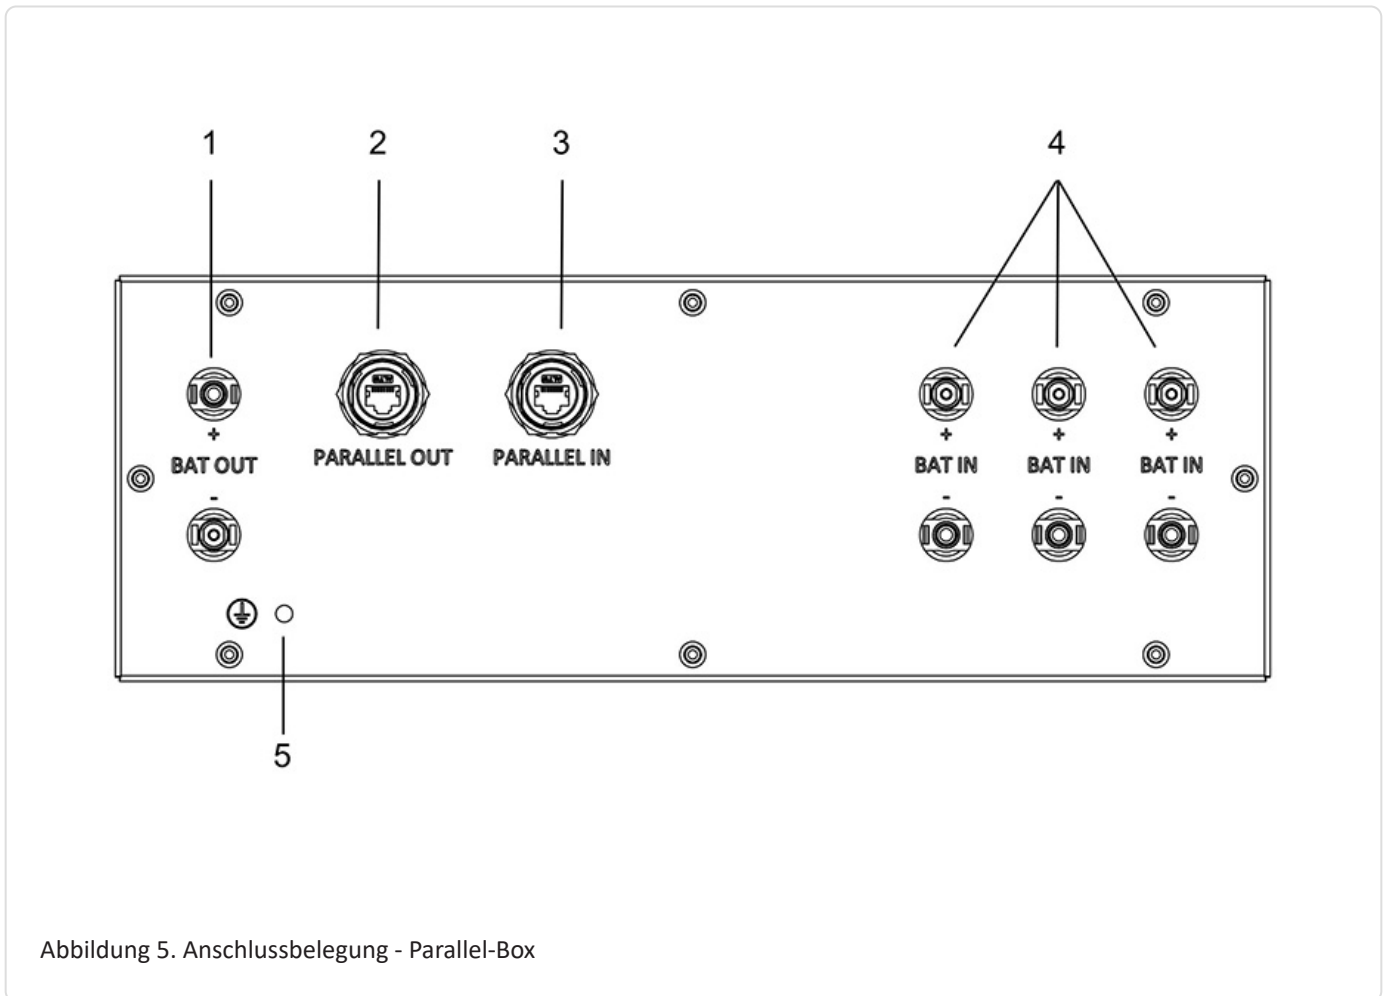 1 2 3 4
+ + + +
BAT OUT PARALLEL OUT PARALLEL IN BAT IN BAT IN BAT IN
- - - -
5
Abbildung 5. Anschlussbelegung - Parallel-Box